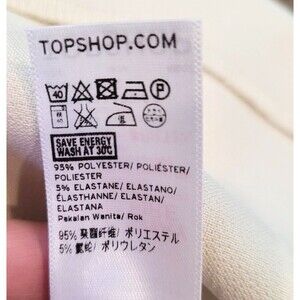 TOPSHOP.COM
40 P
SAVE ENERGY
WASH AT 30°C
95% POLYESTER/ POLIÉSTER/
POLIESTER
5% ELASTANE/ ELASTANO/
ÉLASTHANNE/ ELASTAN/
ELASTANA
Pakaian Wanita/ Rok
95% 聚酯纖維/ ポリエステル
5% 氨綸/ ポリウレタン